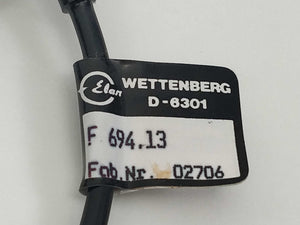 Elan WETTENBERG
D-6301
F 694.13
Fab.Nr. 02706